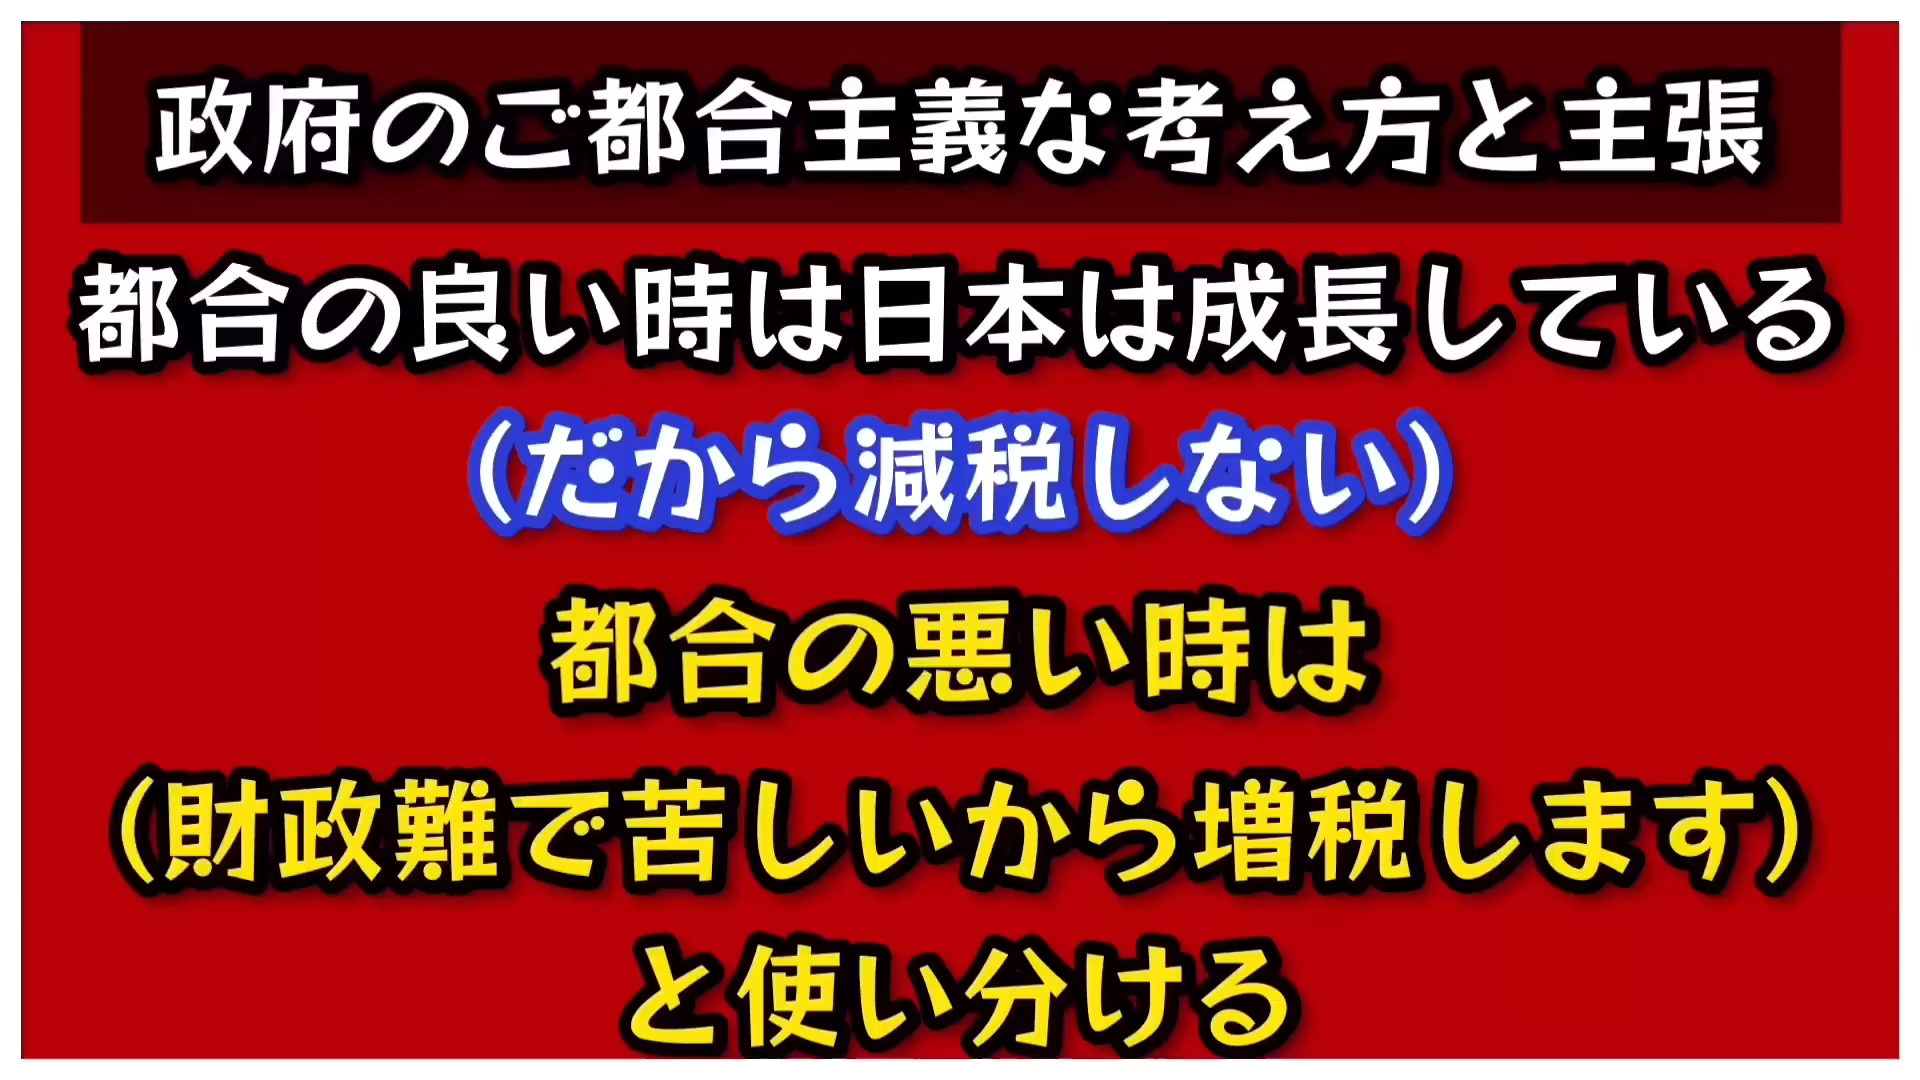 政府のご都合主義な考え方と主張
都合の良い時は日本は成長している
(だから減税しない)
都合の悪い時は
(財政難で苦しいから増税します)
と使い分ける